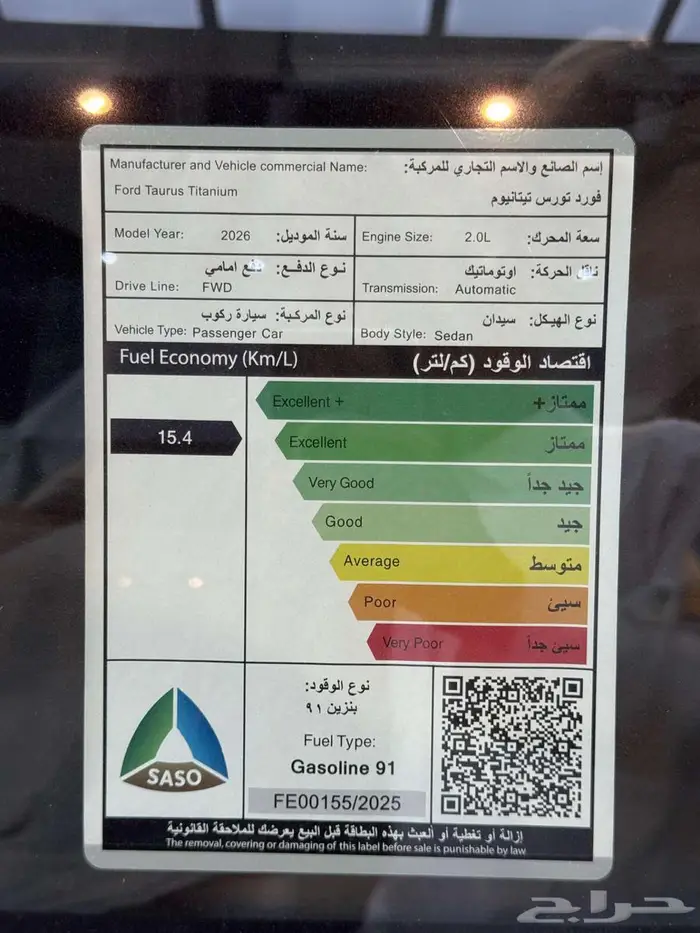 Manufacturer and Vehicle commercial Name: إسم الصانع والاسم التجاري للمركبة:
Ford Taurus Titanium فورد تورس تيتانيوم
Model Year: 2026 سنة الموديل:
Engine Size: 2.0L سعة المحرك:
نوع الدفع: دفع امامي
Drive Line: FWD
ناقل الحركة: اوتوماتيك
Transmission: Automatic
نوع المركبة: سيارة ركوب
Vehicle Type: Passenger Car
نوع الهيكل: سيدان
Body Style: Sedan
Fuel Economy (Km/L) اقتصاد الوقود (كم/لتر)
Excellent + ممتاز+
15.4
Excellent ممتاز
Very Good جيد جداً
Good جيد
Average متوسط
Poor سيئ
Very Poor سيئ جداً
SASO
نوع الوقود:
بنزين ٩١
Fuel Type:
Gasoline 91
FE00155/2025
إزالة أو تغطية أو العبث بهذه البطاقة قبل البيع يعرضك للملاحقة القانونية
The removal, covering or damaging of this label before sale is punishable by law
حراج